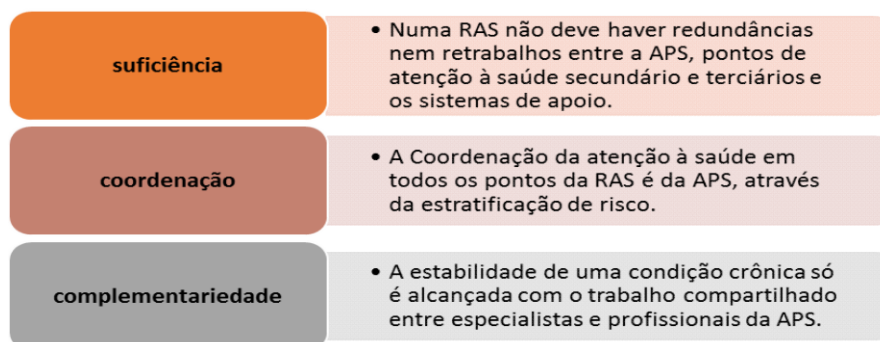 suficiência
• Numa RAS não deve haver redundâncias
nem retrabalhos entre a APS, pontos de
atenção à saúde secundário e terciários e
os sistemas de apoio.
coordenação
• A Coordenação da atenção à saúde em
todos os pontos da RAS é da APS, através
da estratificação de risco.
complementariedade
• A estabilidade de uma condição crônica só
é alcançada com o trabalho compartilhado
entre especialistas e profissionais da APS.